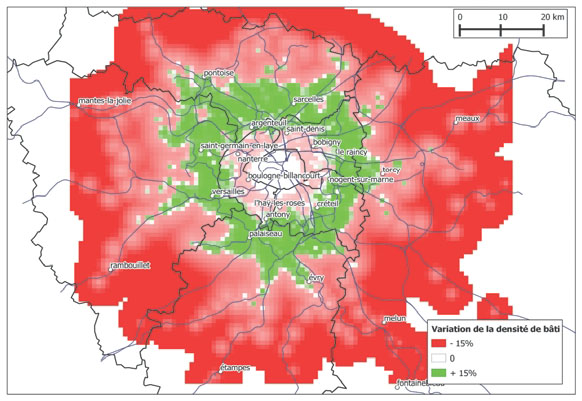 0 10 20 km
pontoise
mantes-la-jolie
sarcelles
meaux
argenteuil
saint-denis
bobigny
saint-germain-en-laye
le raincy
nanterre
torcy
boulogne-billancourt
nogent-sur-marne
versailles
l'hay-les-roses
créteil
antony
palaiseau
rambouillet
évry
melun
étampes
Variation de la densité de bâti
- 15%
0
+ 15%